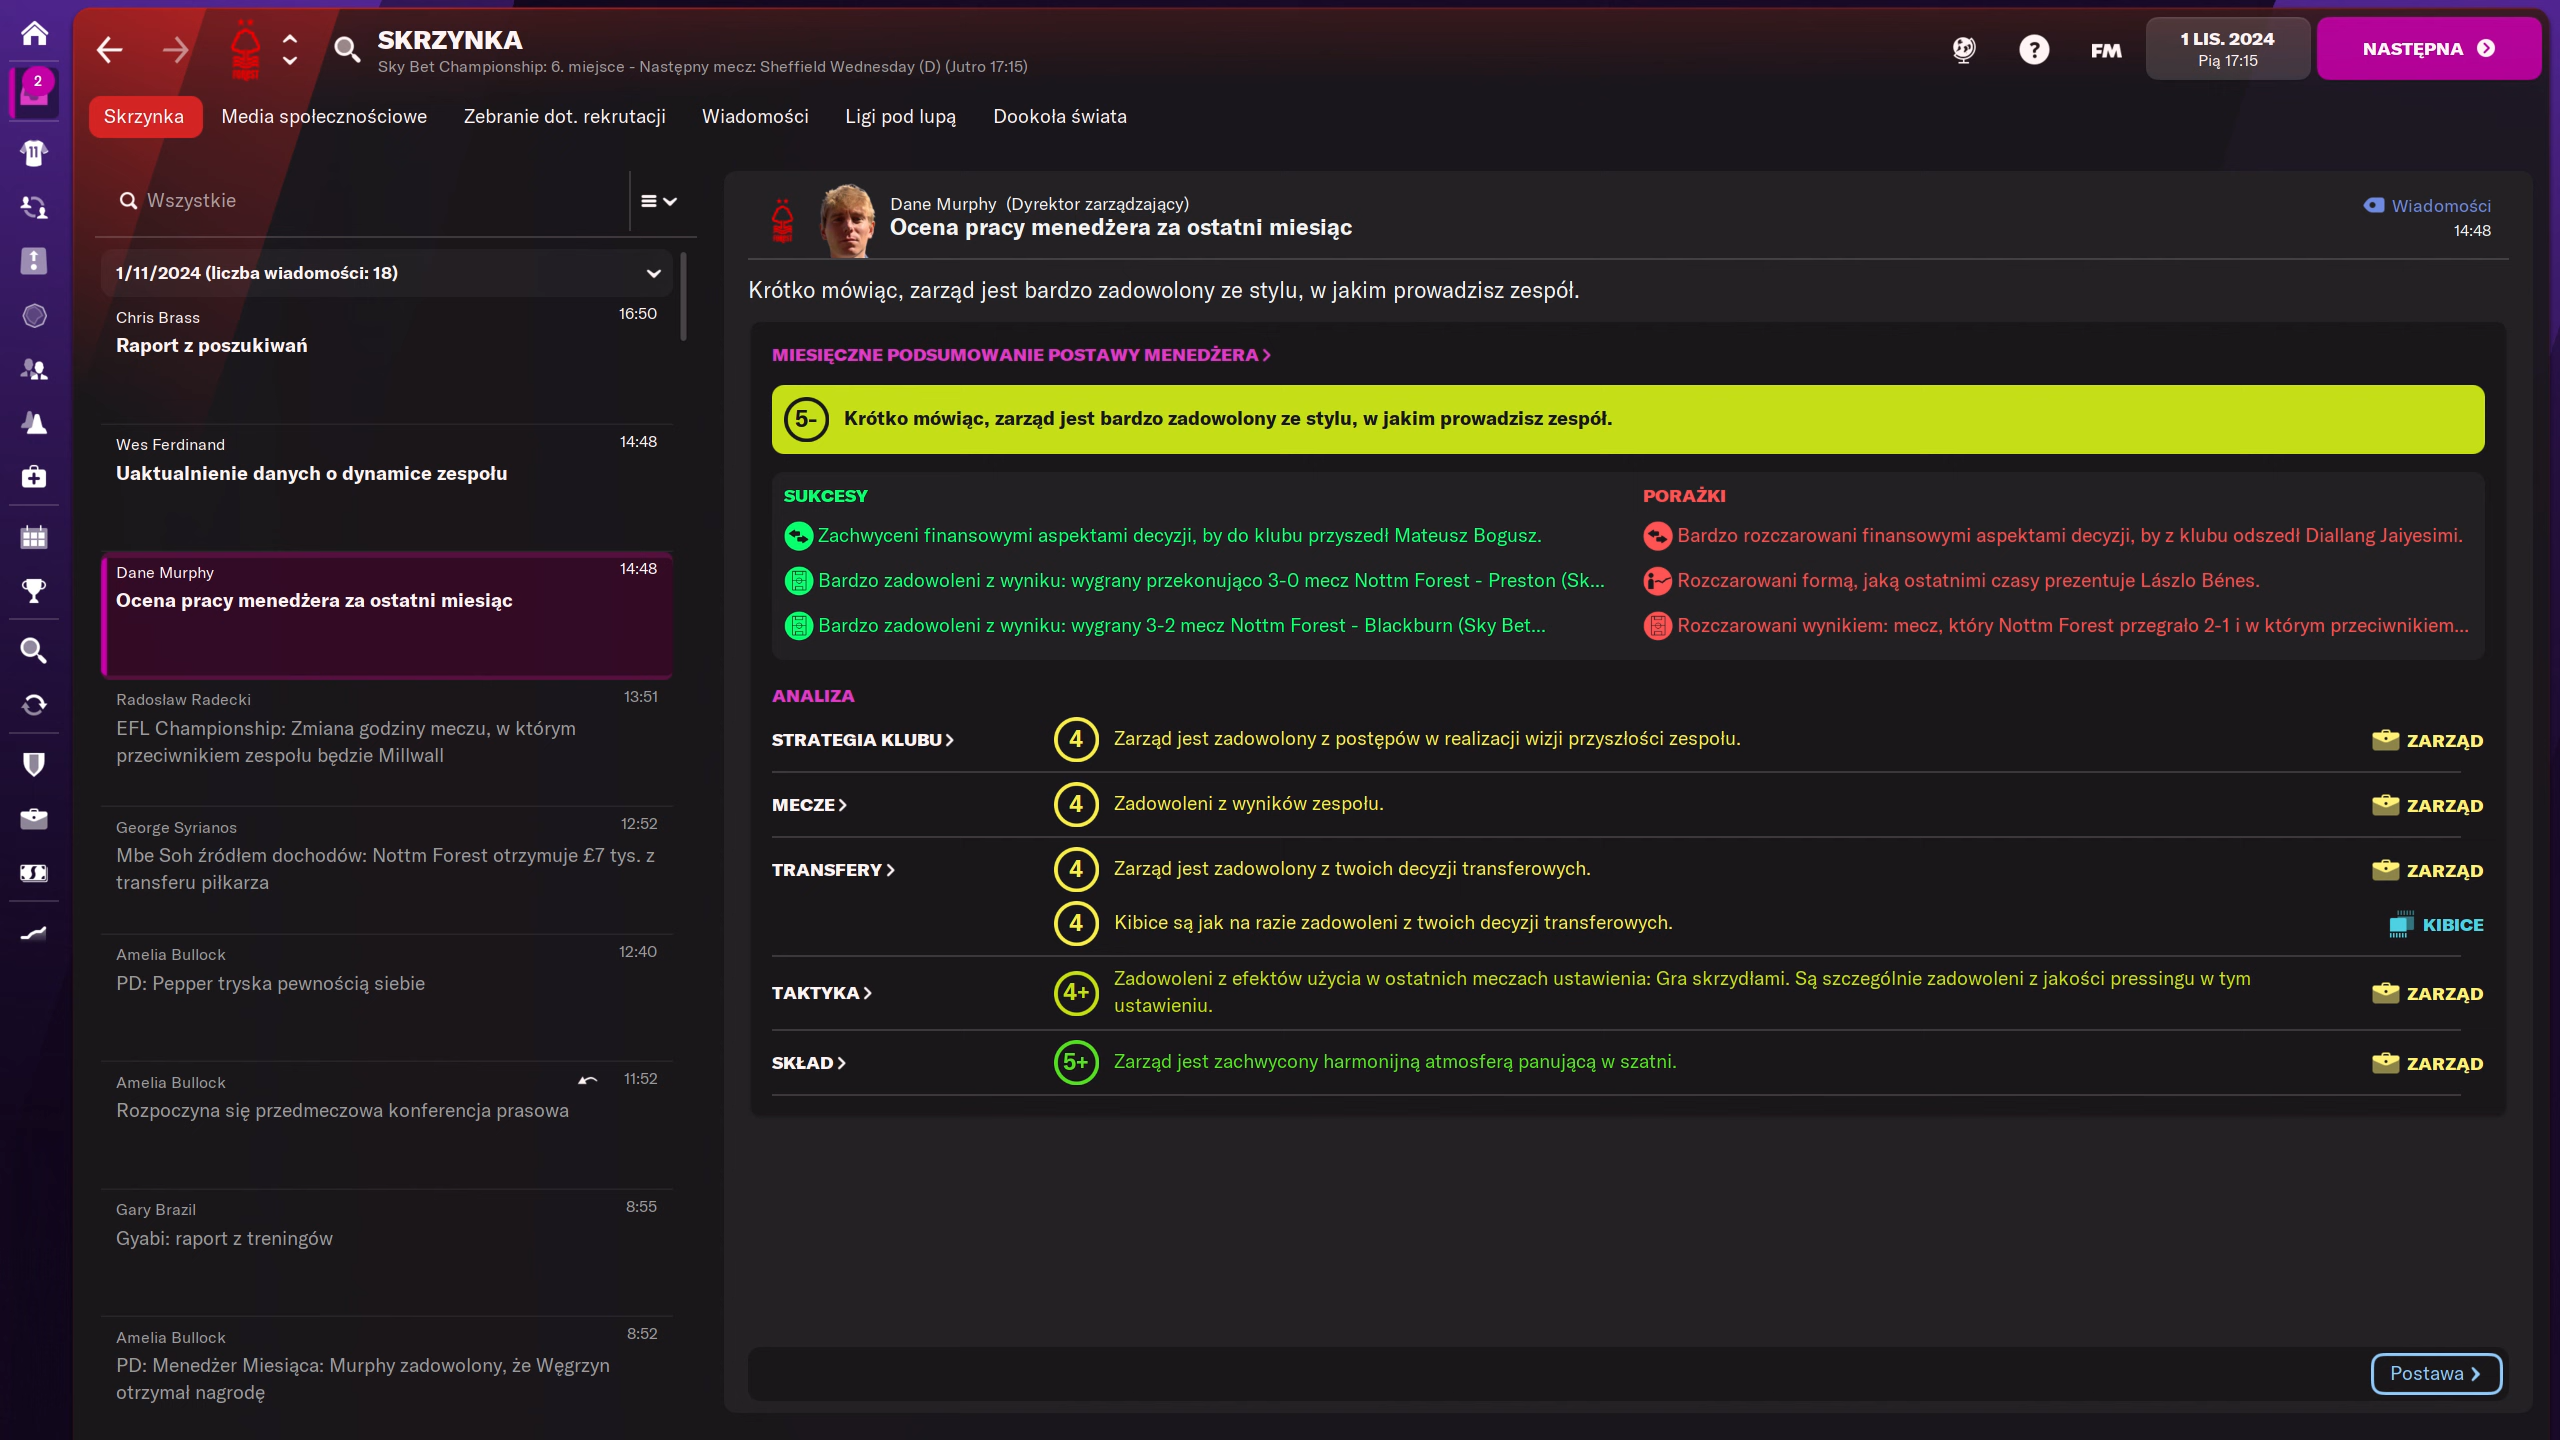 SKRZYNKA
Sky Bet Championship: 6. miejsce - Następny mecz: Sheffield Wednesday (D) (Jutro 17:15)
FM
1 LIS. 2024
Pią 17:15
NASTĘPNA
2
11
Skrzynka
Media społecznościowe
Zebranie dot. rekrutacji
Wiadomości
Ligi pod lupą
Dookoła świata
Wszystkie
1/11/2024 (liczba wiadomości: 18)
Chris Brass
16:50
Raport z poszukiwań
Wes Ferdinand
14:48
Uaktualnienie danych o dynamice zespołu
Dane Murphy
14:48
Ocena pracy menedżera za ostatni miesiąc
Radosław Radecki
13:51
EFL Championship: Zmiana godziny meczu, w którym
przeciwnikiem zespołu będzie Millwall
George Syrianos
12:52
Mbe Soh źródłem dochodów: Nottm Forest otrzymuje £7 tys. z
transferu piłkarza
Amelia Bullock
12:40
PD: Pepper tryska pewnością siebie
Amelia Bullock
11:52
Rozpoczyna się przedmeczowa konferencja prasowa
Gary Brazil
8:55
Gyabi: raport z treningów
Amelia Bullock
8:52
PD: Menedżer Miesiąca: Murphy zadowolony, że Węgrzyn
otrzymał nagrodę
Dane Murphy (Dyrektor zarządzający)
Ocena pracy menedżera za ostatni miesiąc
Wiadomości
14:48
Krótko mówiąc, zarząd jest bardzo zadowolony ze stylu, w jakim prowadzisz zespół.
MIESIĘCZNE PODSUMOWANIE POSTAWY MENEDŻERA
5- Krótko mówiąc, zarząd jest bardzo zadowolony ze stylu, w jakim prowadzisz zespół.
SUKCESY
Zachwyceni finansowymi aspektami decyzji, by do klubu przyszedł Mateusz Bogusz.
Bardzo zadowoleni z wyniku: wygrany przekonująco 3-0 mecz Nottm Forest - Preston (Sk...
Bardzo zadowoleni z wyniku: wygrany 3-2 mecz Nottm Forest - Blackburn (Sky Bet...
PORAŻKI
Bardzo rozczarowani finansowymi aspektami decyzji, by z klubu odszedł Diallang Jaiyesimi.
Rozczarowani formą, jaką ostatnimi czasy prezentuje Lászlo Bénes.
Rozczarowani wynikiem: mecz, który Nottm Forest przegrało 2-1 i w którym przeciwnikiem...
ANALIZA
STRATEGIA KLUBU 4 Zarząd jest zadowolony z postępów w realizacji wizji przyszłości zespołu. ZARZĄD
MECZE 4 Zadowoleni z wyników zespołu. ZARZĄD
TRANSFERY 4 Zarząd jest zadowolony z twoich decyzji transferowych. ZARZĄD
4 Kibice są jak na razie zadowoleni z twoich decyzji transferowych. KIBICE
TAKTYKA 4+ Zadowoleni z efektów użycia w ostatnich meczach ustawienia: Gra skrzydłami. Są szczególnie zadowoleni z jakości pressingu w tym
ustawieniu. ZARZĄD
SKŁAD 5+ Zarząd jest zachwycony harmonijną atmosferą panującą w szatni. ZARZĄD
Postawa